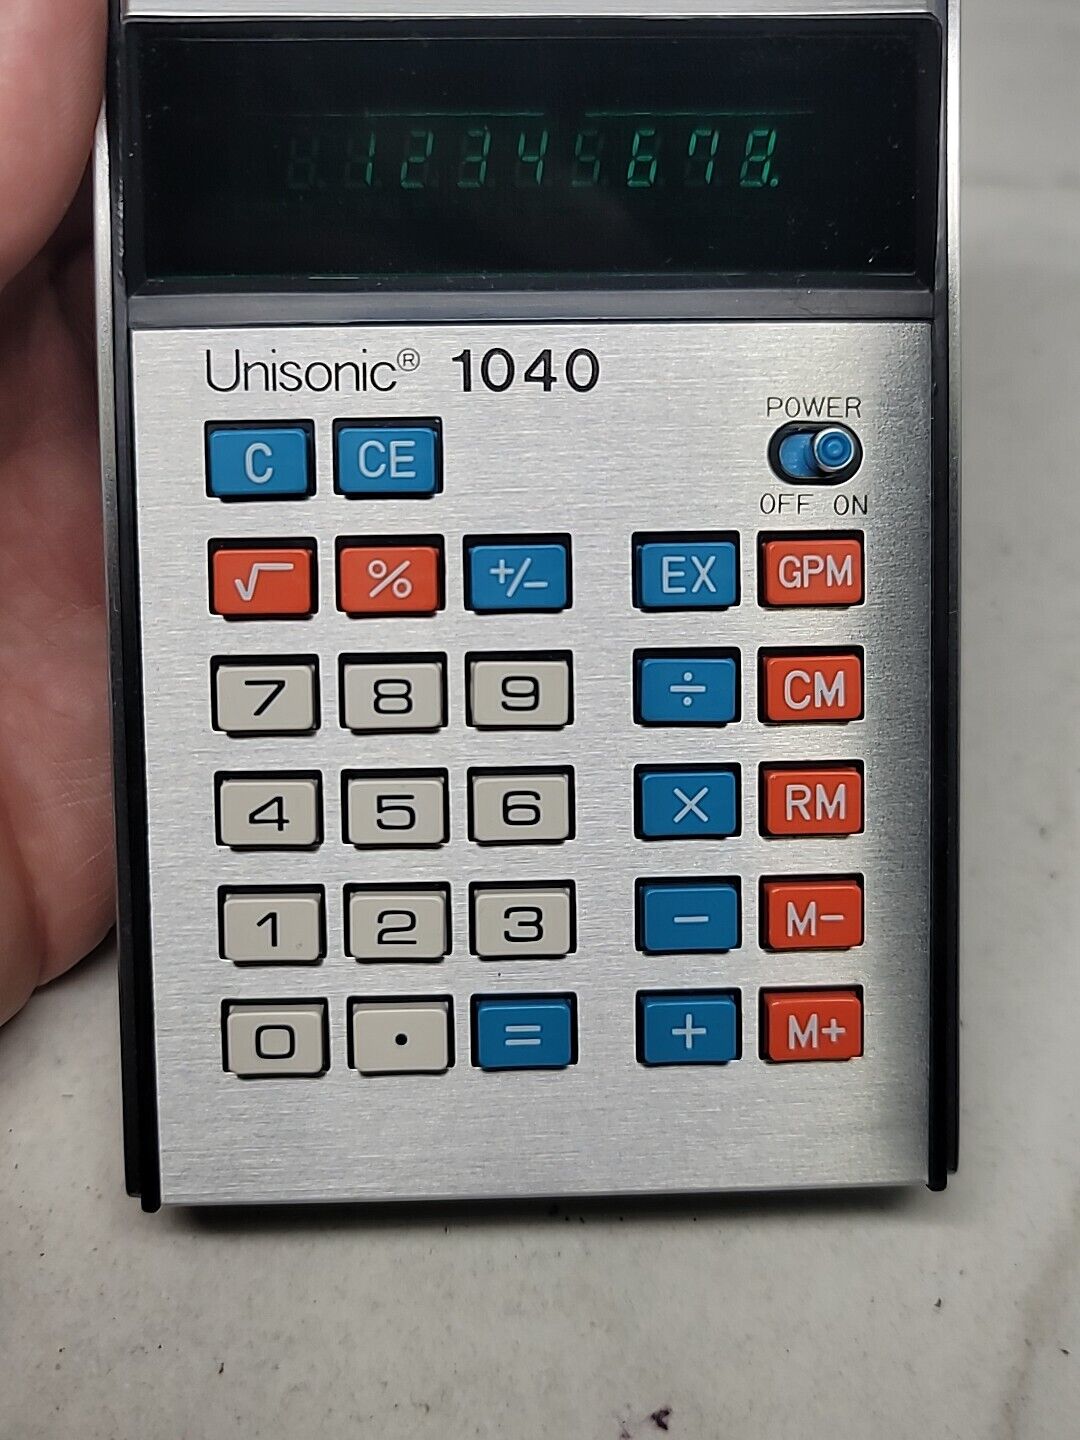 12345678.
Unisonic® 1040
POWER
C CE
OFF ON
√ % +/− EX GPM
7 8 9 ÷ CM
4 5 6 × RM
1 2 3 − M−
0 . = + M+